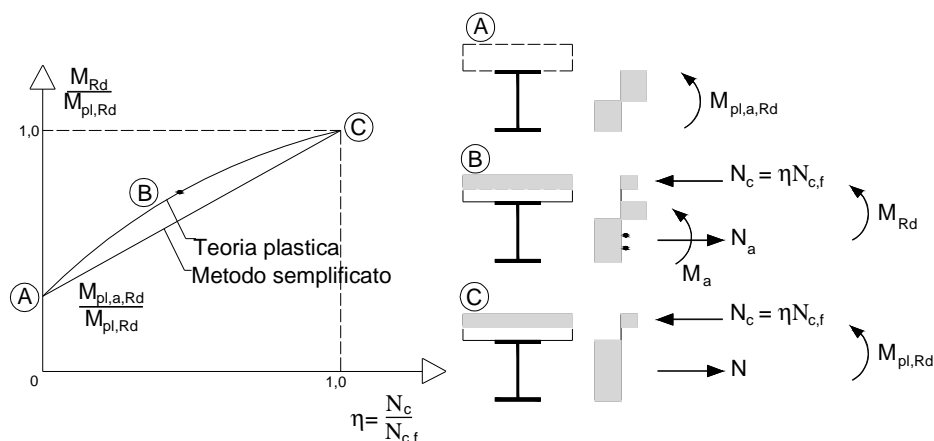 M_Rd
M_pl,Rd
1,0
C
B
Teoria plastica
Metodo semplificato
A
M_pl,a,Rd
M_pl,Rd
0
1,0
η= N_c
N_c,f
A
M_pl,a,Rd
B
N_c = ηN_c,f
M_Rd
N_a
M_a
C
N_c = ηN_c,f
M_pl,Rd
N